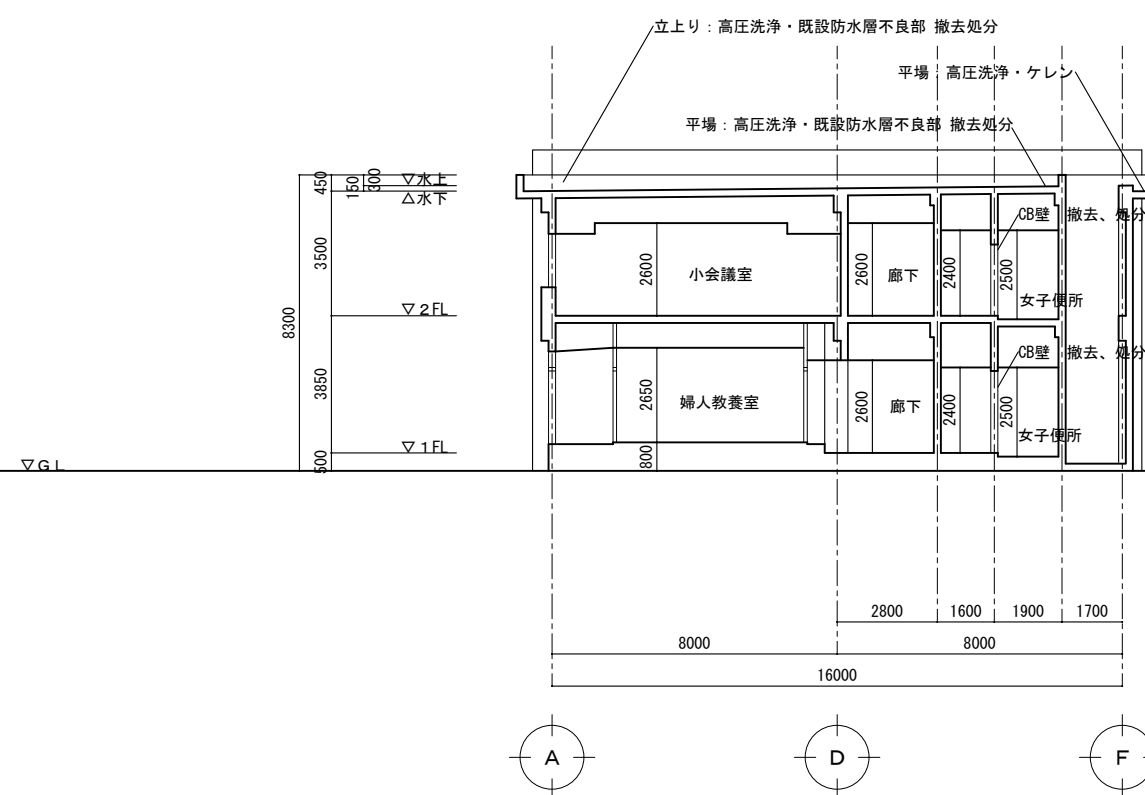 立上り：高圧洗浄・既設防水層不良部 撤去処分
平場：高圧洗浄・ケレン
平場：高圧洗浄・既設防水層不良部 撤去処分
450
150
300
▽水上
△水下
CB壁 撤去、処分
3500
2600
小会議室
2600
廊下
2400
2500
女子便所
▽2FL
8300
CB壁 撤去、処分
3850
2650
婦人教養室
2600
廊下
2400
2500
女子便所
▽1FL
500
800
▽GL
2800
1600
1900
1700
8000
8000
16000
A
D
F